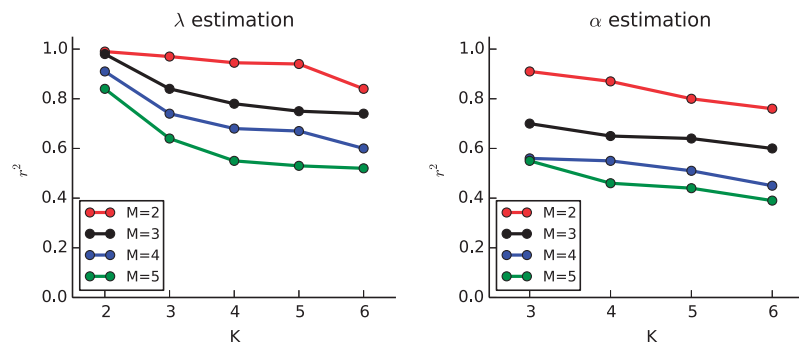 λ estimation
1.0
0.8
0.6
0.4
0.2
0.0
r²
M=2
M=3
M=4
M=5
2 3 4 5 6
K
α estimation
1.0
0.8
0.6
0.4
0.2
0.0
r²
M=2
M=3
M=4
M=5
3 4 5 6
K